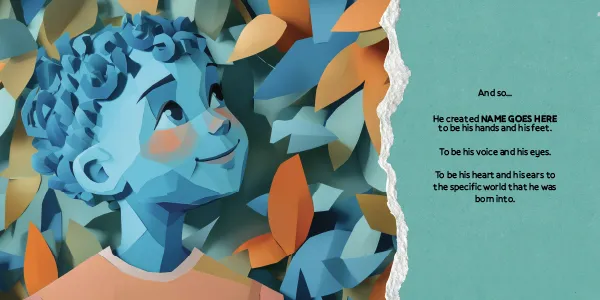 And so...
He created NAME GOES HERE
to be his hands and his feet.
To be his voice and his eyes.
To be his heart and his ears to
the specific world that he was
born into.